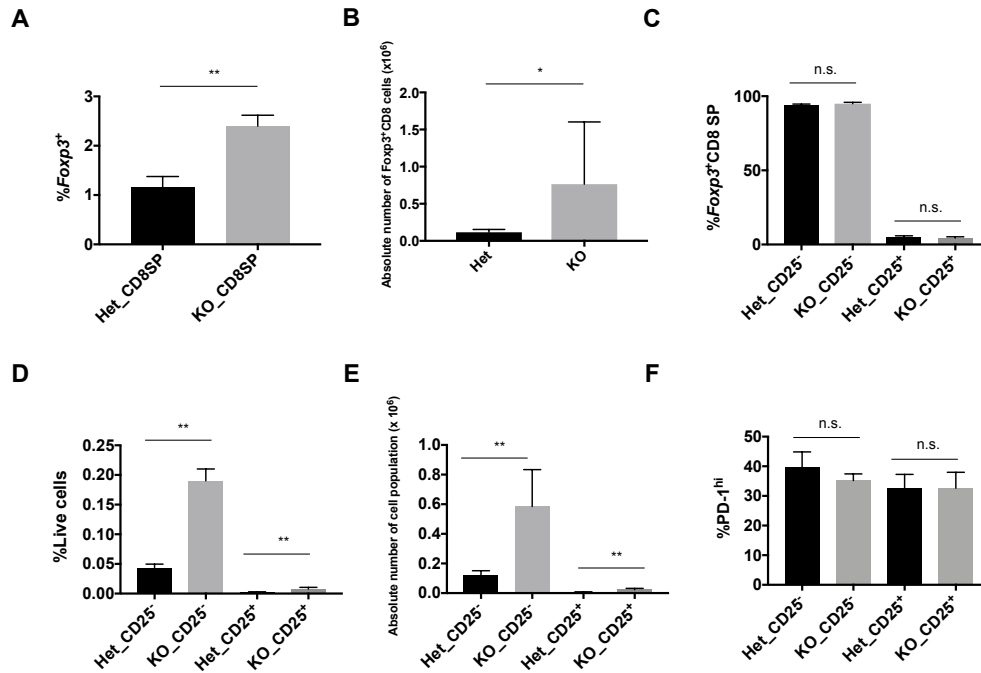 A
%Foxp3⁺
**
3
2
1
0
Het_CD8SP
KO_CD8SP
B
Absolute number of Foxp3⁺CD8 cells (x10⁶)
*
2.0
1.5
1.0
0.5
0.0
Het
KO
C
%Foxp3⁺CD8 SP
n.s.
n.s.
100
50
0
Het_CD25⁻
KO_CD25⁻
Het_CD25⁺
KO_CD25⁺
D
%Live cells
**
**
0.25
0.20
0.15
0.10
0.05
0.00
Het_CD25⁻
KO_CD25⁻
Het_CD25⁺
KO_CD25⁺
E
Absolute number of cell population (x 10⁶)
**
**
1.0
0.8
0.6
0.4
0.2
0.0
Het_CD25⁻
KO_CD25⁻
Het_CD25⁺
KO_CD25⁺
F
%PD-1ʰⁱ
n.s.
n.s.
50
40
30
20
10
0
Het_CD25⁻
KO_CD25⁻
Het_CD25⁺
KO_CD25⁺